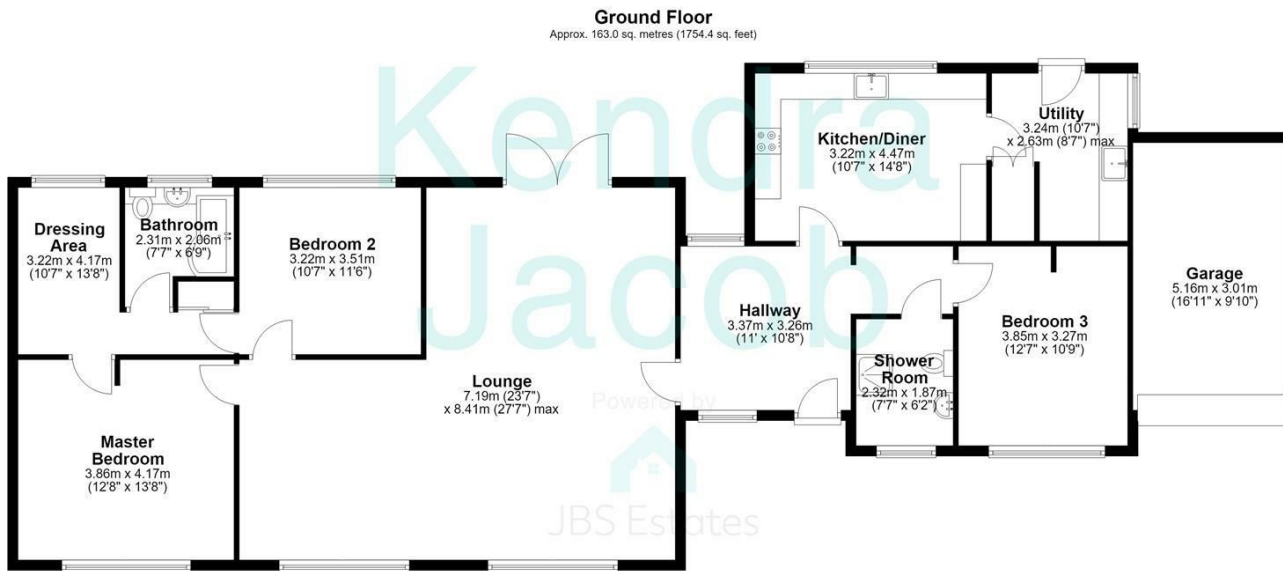 Ground Floor
Approx. 163.0 sq. metres (1754.4 sq. feet)
Kendra
Jacob
Powered by
JBS Estates
Dressing
Area
3.22m x 4.17m
(10'7" x 13'8")
Bathroom
2.31m x 2.06m
(7'7" x 6'9")
Bedroom 2
3.22m x 3.51m
(10'7" x 11'6")
Kitchen/Diner
3.22m x 4.47m
(10'7" x 14'8")
Utility
3.24m (10'7")
x 2.63m (8'7") max
Garage
5.16m x 3.01m
(16'11" x 9'10")
Hallway
3.37m x 3.26m
(11' x 10'8")
Bedroom 3
3.85m x 3.27m
(12'7" x 10'9")
Shower
Room
2.32m x 1.87m
(7'7" x 6'2")
Lounge
7.19m (23'7")
x 8.41m (27'7") max
Master
Bedroom
3.86m x 4.17m
(12'8" x 13'8")